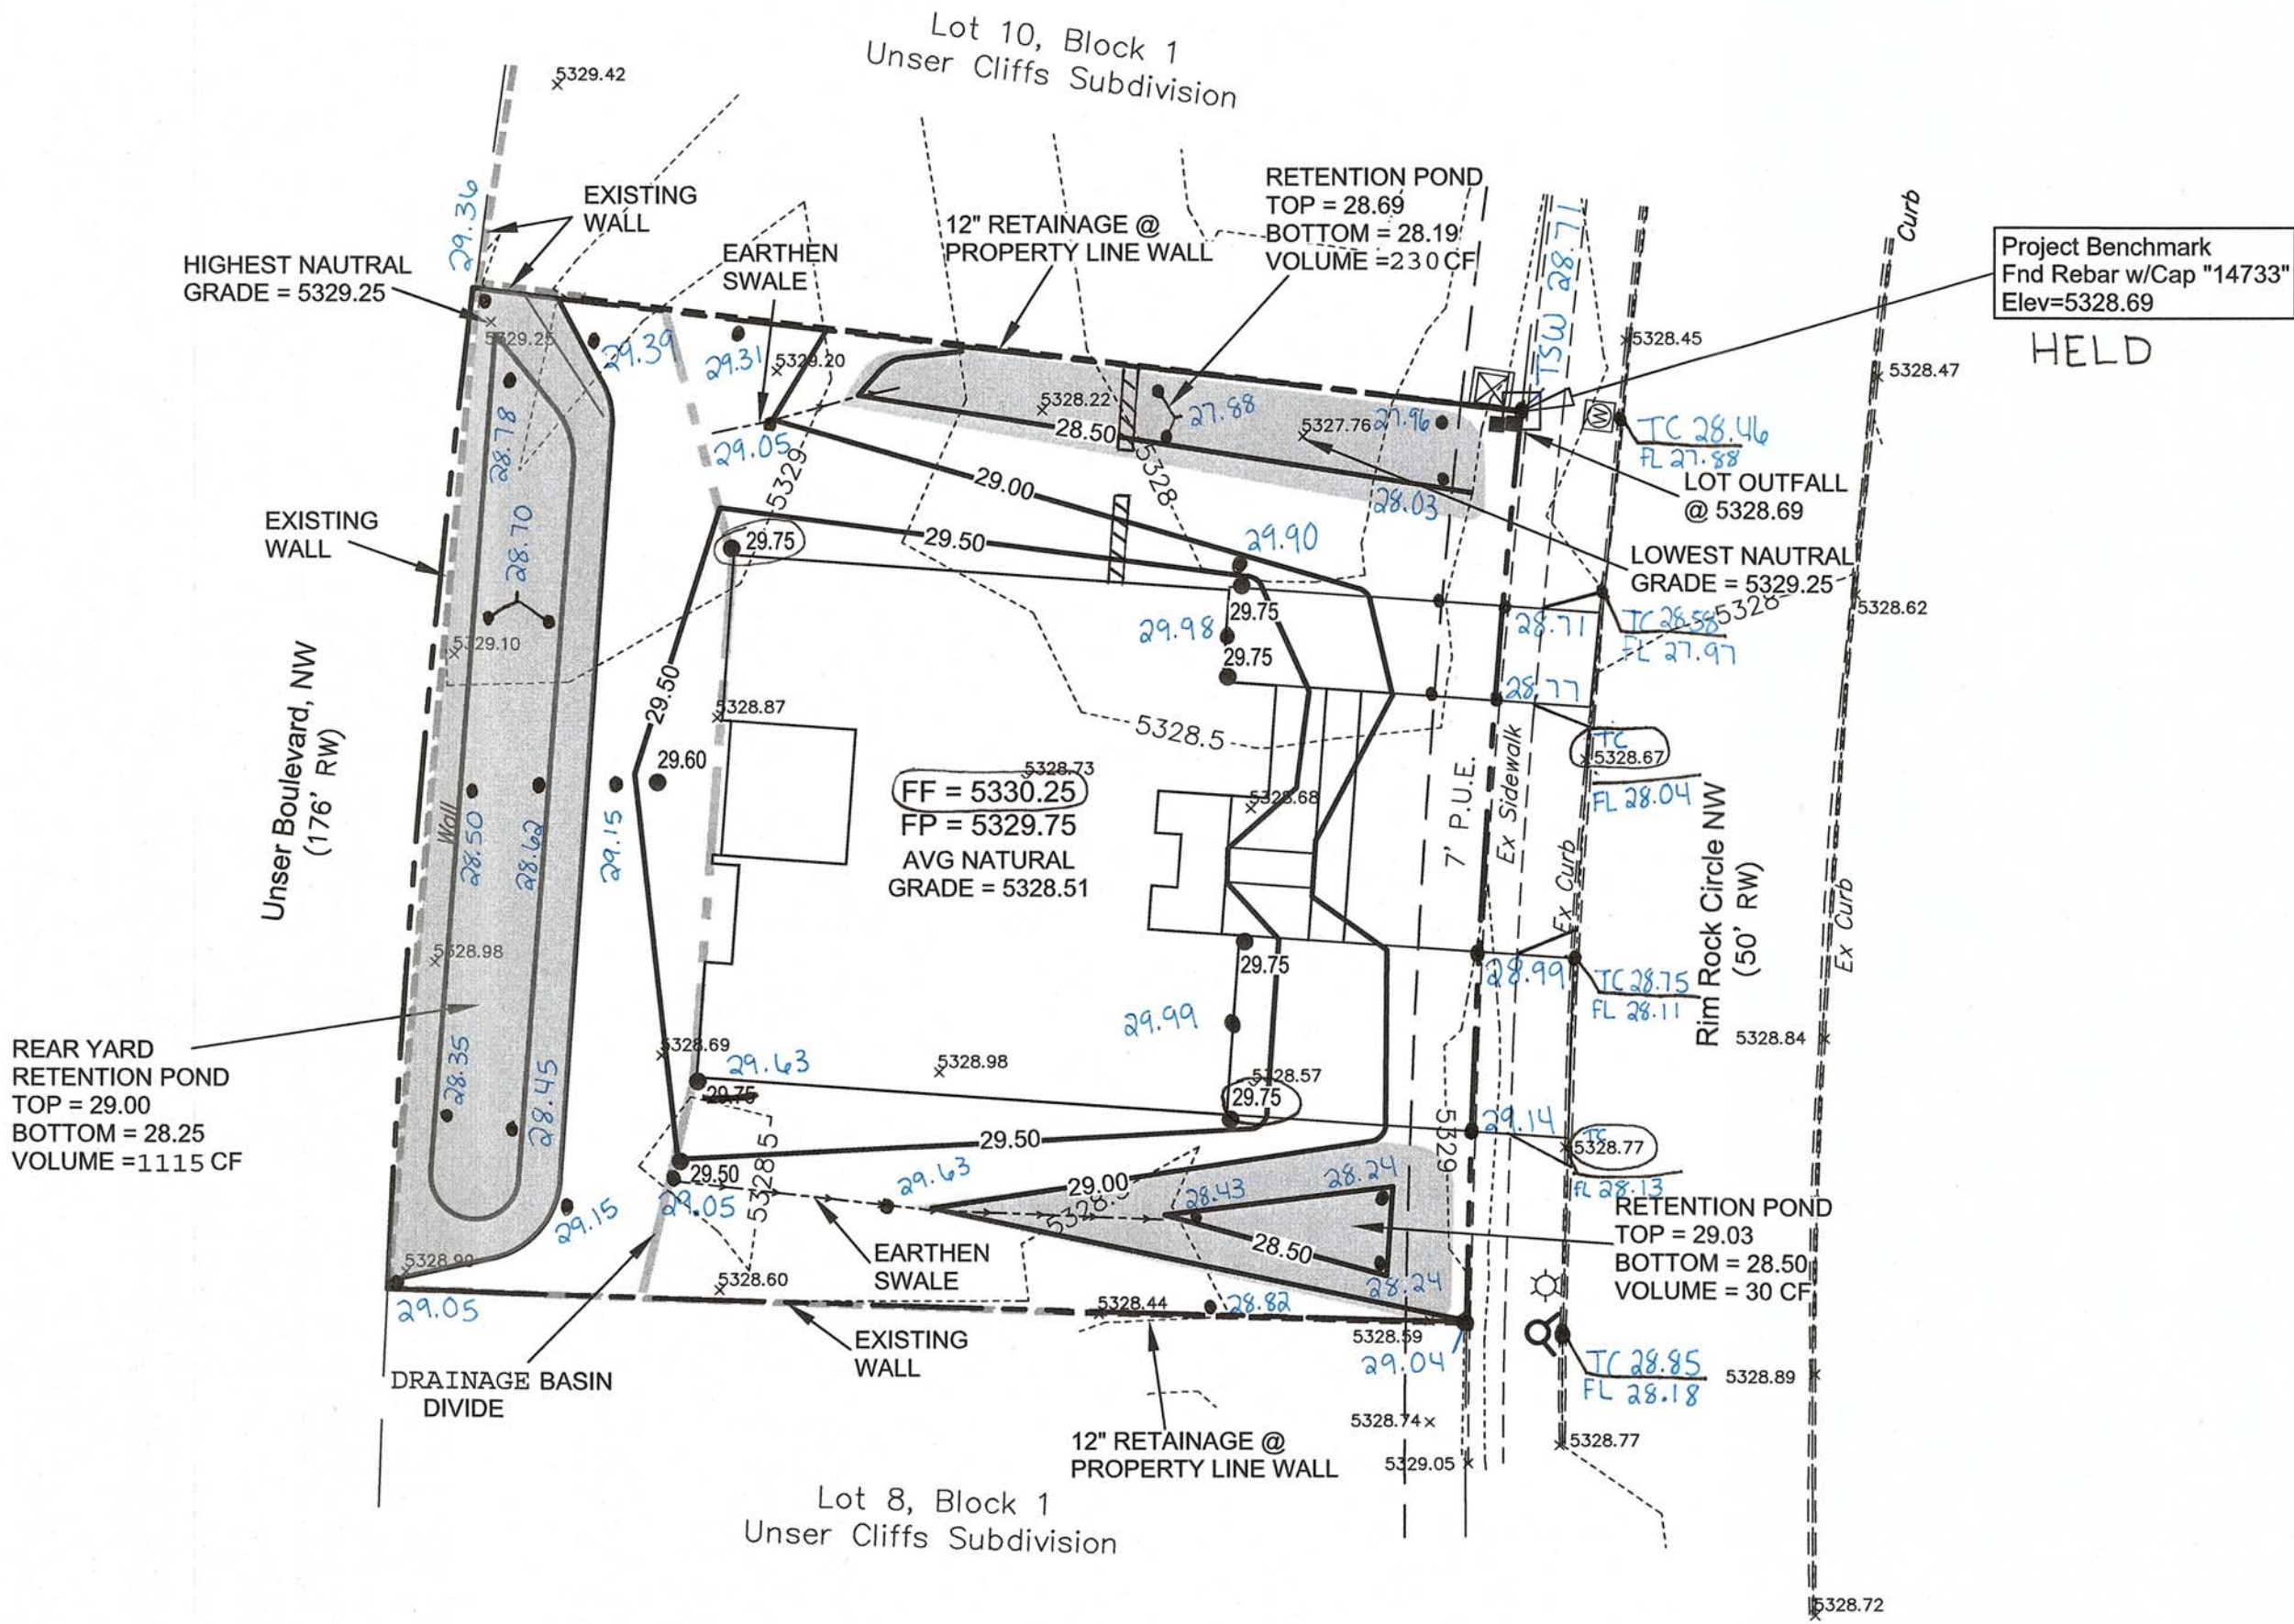 Lot 10, Block 1
Unser Cliffs Subdivision
5329.42
29.36
EXISTING
WALL
HIGHEST NAUTRAL
GRADE = 5329.25
EARTHEN
SWALE
12" RETAINAGE @
PROPERTY LINE WALL
RETENTION POND
TOP = 28.69
BOTTOM = 28.19
VOLUME =230 CF
TSW 28.71
Curb
Project Benchmark
Fnd Rebar w/Cap "14733"
Elev=5328.69
HELD
5328.45
5328.47
5329.25
29.39
29.31
5329.20
28.78
5328.22
27.88
5327.76
27.96
28.50
W
TC 28.46
FL 27.88
LOT OUTFALL
@ 5328.69
29.05
5329
29.00
5328
28.03
EXISTING
WALL
28.70
29.75
29.50
29.90
LOWEST NAUTRAL
GRADE = 5329.25
5328
5328.62
29.75
29.98
29.75
28.71
TC 28.58
FL 27.97
5329.10
29.50
28.77
5328.87
5328.5
TC
5328.67
FL 28.04
Unser Boulevard, NW
(176' RW)
29.60
5328.73
FF = 5330.25
FP = 5329.75
AVG NATURAL
GRADE = 5328.51
5328.68
7' P.U.E.
Ex Sidewalk
Ex Curb
Rim Rock Circle NW
(50' RW)
Ex Curb
Wall
28.50
28.62
29.15
5328.98
29.75
28.99
TC 28.75
FL 28.11
REAR YARD
RETENTION POND
TOP = 29.00
BOTTOM = 28.25
VOLUME =1115 CF
28.35
28.45
5328.69
29.63
29.75
5328.98
29.99
5328.57
29.75
5328.84
29.14
TC
5328.77
FL 28.13
5329
29.50
29.50
29.05
5328.5
29.63
29.00
28.43
28.24
28.50
28.24
RETENTION POND
TOP = 29.03
BOTTOM = 28.50
VOLUME = 30 CF
29.15
5328.99
29.05
5328.60
EARTHEN
SWALE
5328.44
28.82
5328.59
29.04
EXISTING
WALL
DRAINAGE BASIN
DIVIDE
TC 28.85
FL 28.18
5328.89
5328.74
12" RETAINAGE @
PROPERTY LINE WALL
5329.05
5328.77
Lot 8, Block 1
Unser Cliffs Subdivision
5328.72